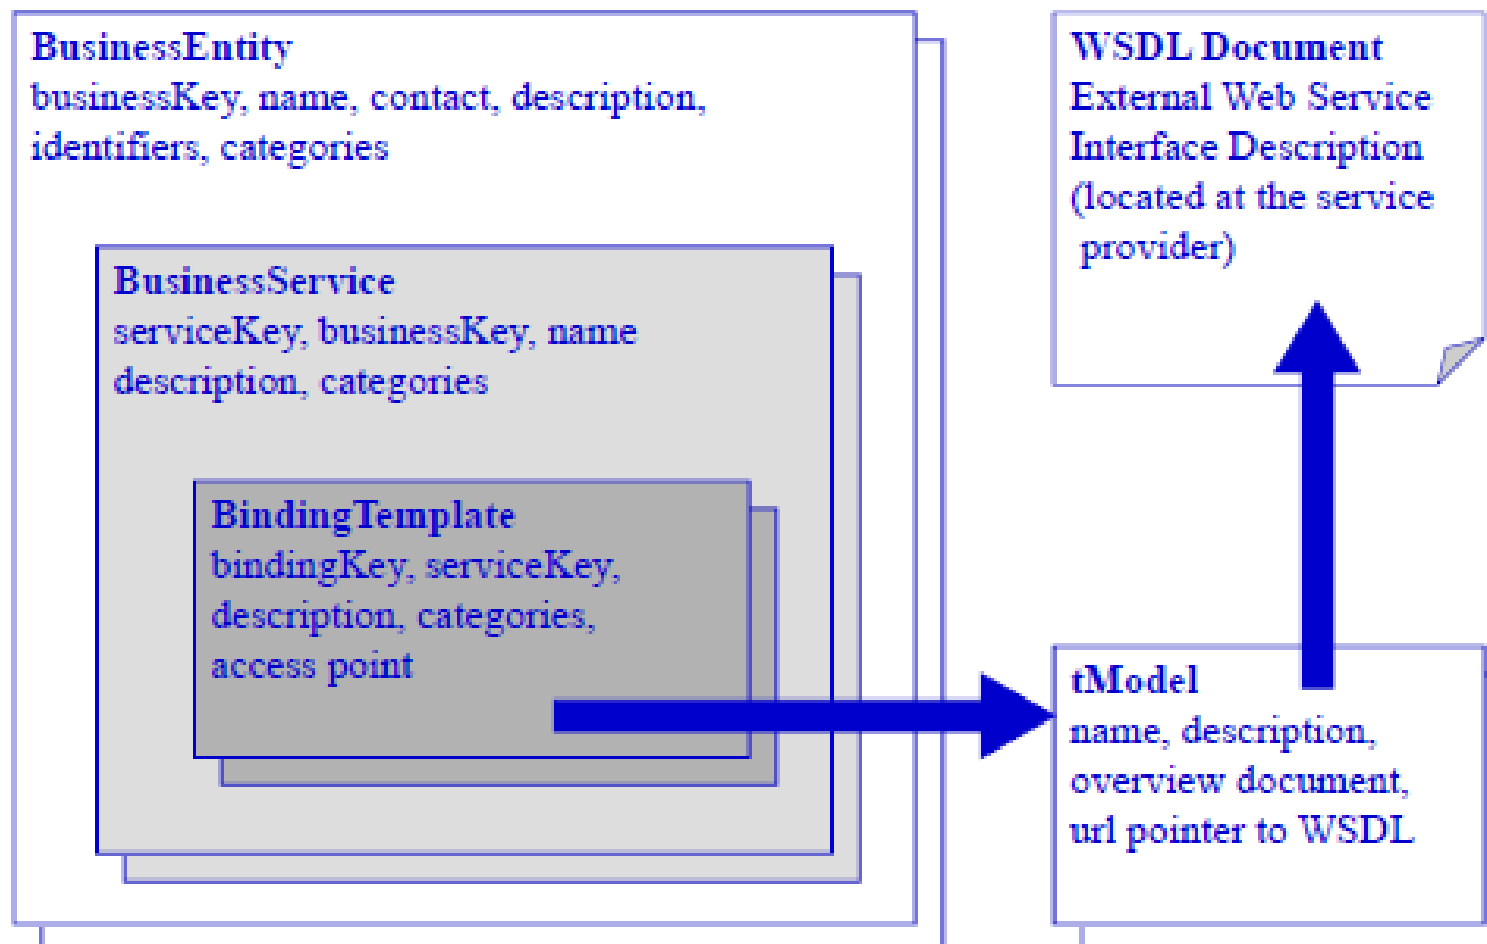 BusinessEntity
businessKey, name, contact, description,
identifiers, categories
BusinessService
serviceKey, businessKey, name
description, categories
BindingTemplate
bindingKey, serviceKey,
description, categories,
access point
WSDL Document
External Web Service
Interface Description
(located at the service
provider)
tModel
name, description,
overview document,
url pointer to WSDL